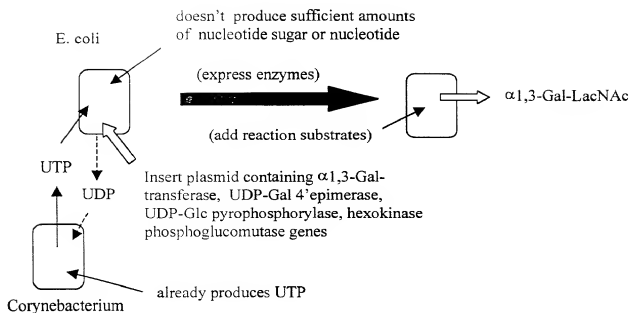 doesn't produce sufficient amounts
of nucleotide sugar or nucleotide
E. coli
(express enzymes)
α1,3-Gal-LacNAc
(add reaction substrates)
UTP
UDP
Insert plasmid containing α1,3-Gal-
transferase, UDP-Gal 4'epimerase,
UDP-Glc pyrophosphorylase, hexokinase
phosphoglucomutase genes
already produces UTP
Corynebacterium